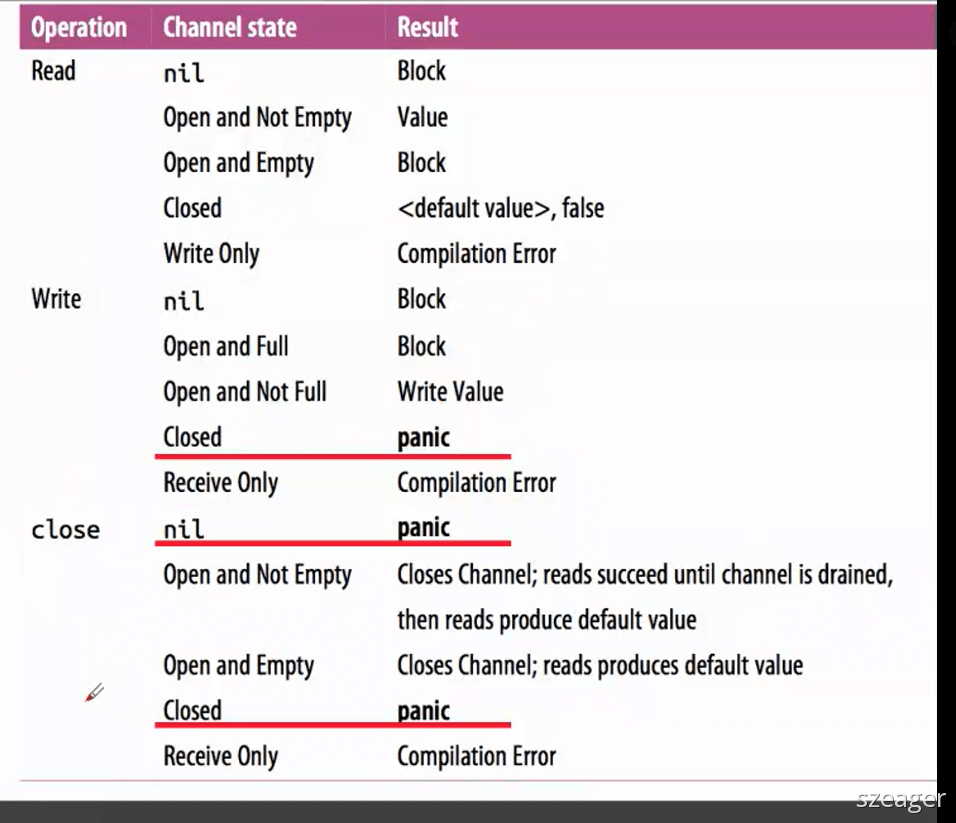 Operation Channel state Result
Read nil Block
Open and Not Empty Value
Open and Empty Block
Closed <default value>, false
Write Only Compilation Error
Write nil Block
Open and Full Block
Open and Not Full Write Value
Closed panic
Receive Only Compilation Error
close nil panic
Open and Not Empty Closes Channel; reads succeed until channel is drained,
then reads produce default value
Open and Empty Closes Channel; reads produces default value
Closed panic
Receive Only Compilation Error
szeager